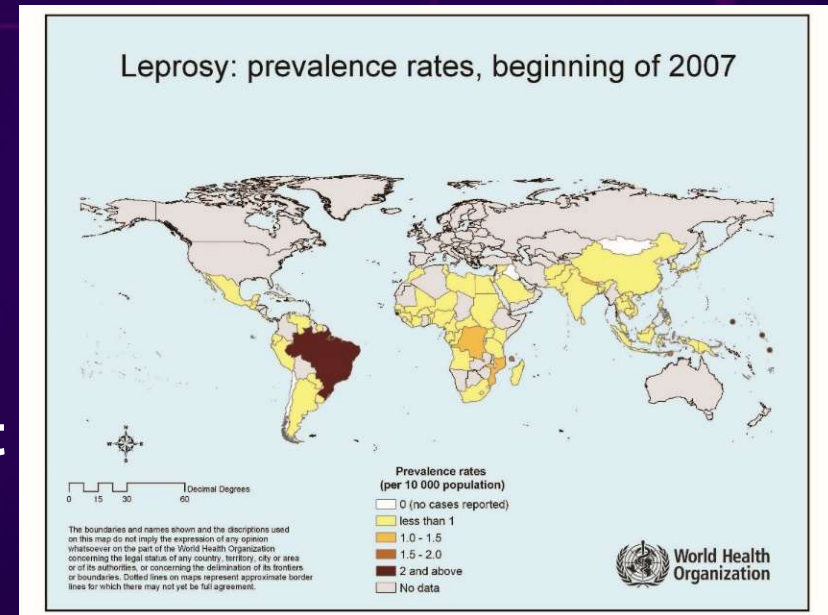 Leprosy: prevalence rates, beginning of 2007
t
Decimal Degrees
0 15 30 60
The boundaries and names shown and the discriptions used
on this map do not imply the expression of any opinion
whatsoever on the part of the World Health Organization
concerning the legal status of any country, territory, city or area
or of its authorities, or concerning the delimination of its frontiers
or boundaries. Dotted lines on maps represent approximate border
lines for which there may not yet be full agreement.
Prevalence rates
(per 10 000 population)
0 (no cases reported)
less than 1
1.0 - 1.5
1.5 - 2.0
2 and above
No data
World Health
Organization